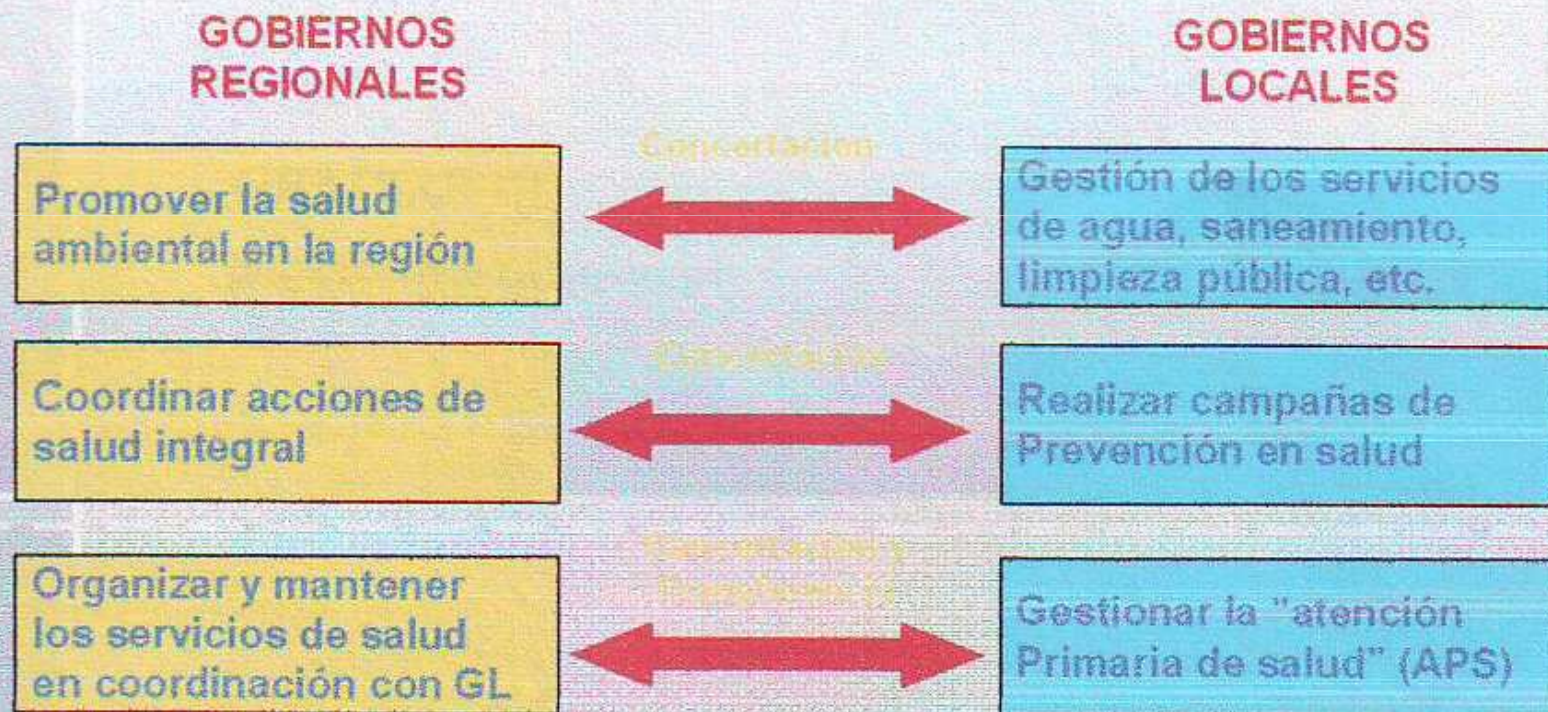 GOBIERNOS
REGIONALES
GOBIERNOS
LOCALES
Concertación
Promover la salud
ambiental en la región
Gestión de los servicios
de agua, saneamiento,
limpieza pública, etc.
Concertación
Coordinar acciones de
salud integral
Realizar campañas de
Prevención en salud
Concertación y
Organizar y mantener
los servicios de salud
en coordinación con GL
Gestionar la "atención
Primaria de salud" (APS)